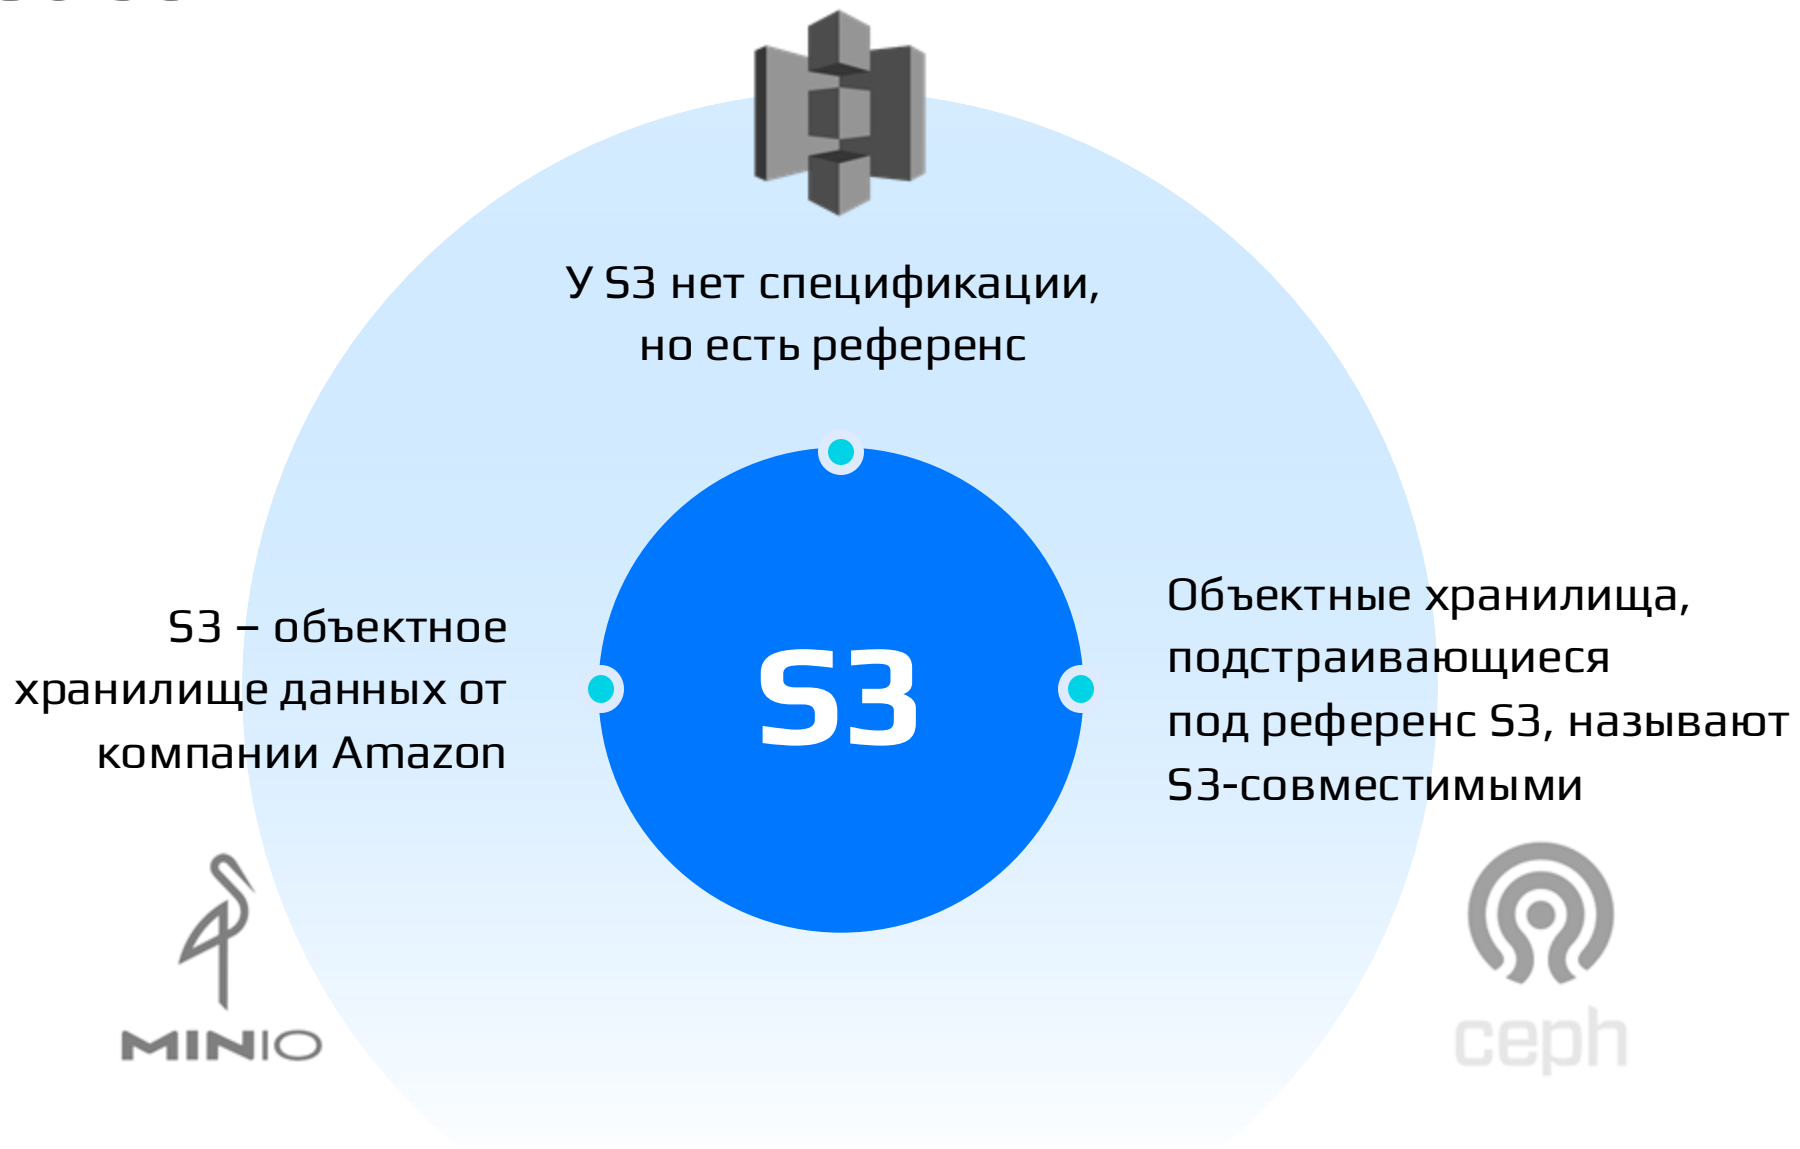 У S3 нет спецификации,
но есть референс
S3 – объектное
хранилище данных от
компании Amazon
S3
Объектные хранилища,
подстраивающиеся
под референс S3, называют
S3-совместимыми
MINIO
ceph